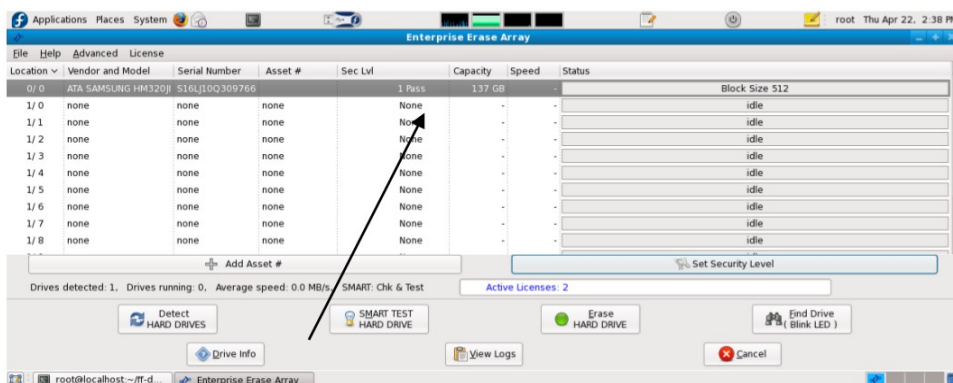 Applications Places System root Thu Apr 22, 2:38 PM
Enterprise Erase Array
File Help Advanced License
Location Vendor and Model Serial Number Asset # Sec Lvl Capacity Speed Status
0/ 0 ATA SAMSUNG HM320JI S16LJ10Q309766 1 Pass 137 GB - Block Size 512
1/ 0 none none none None - - idle
1/ 1 none none none None - - idle
1/ 2 none none none None - - idle
1/ 3 none none none None - - idle
1/ 4 none none none None - - idle
1/ 5 none none none None - - idle
1/ 6 none none none None - - idle
1/ 7 none none none None - - idle
1/ 8 none none none None - - idle
Add Asset # Set Security Level
Drives detected: 1, Drives running: 0, Average speed: 0.0 MB/s, SMART: Chk & Test Active Licenses: 2
Detect HARD DRIVES
SMART TEST HARD DRIVE
Erase HARD DRIVE
Find Drive ( Blink LED )
Drive Info View Logs Cancel
root@localhost:~/ff-d... Enterprise Erase Array